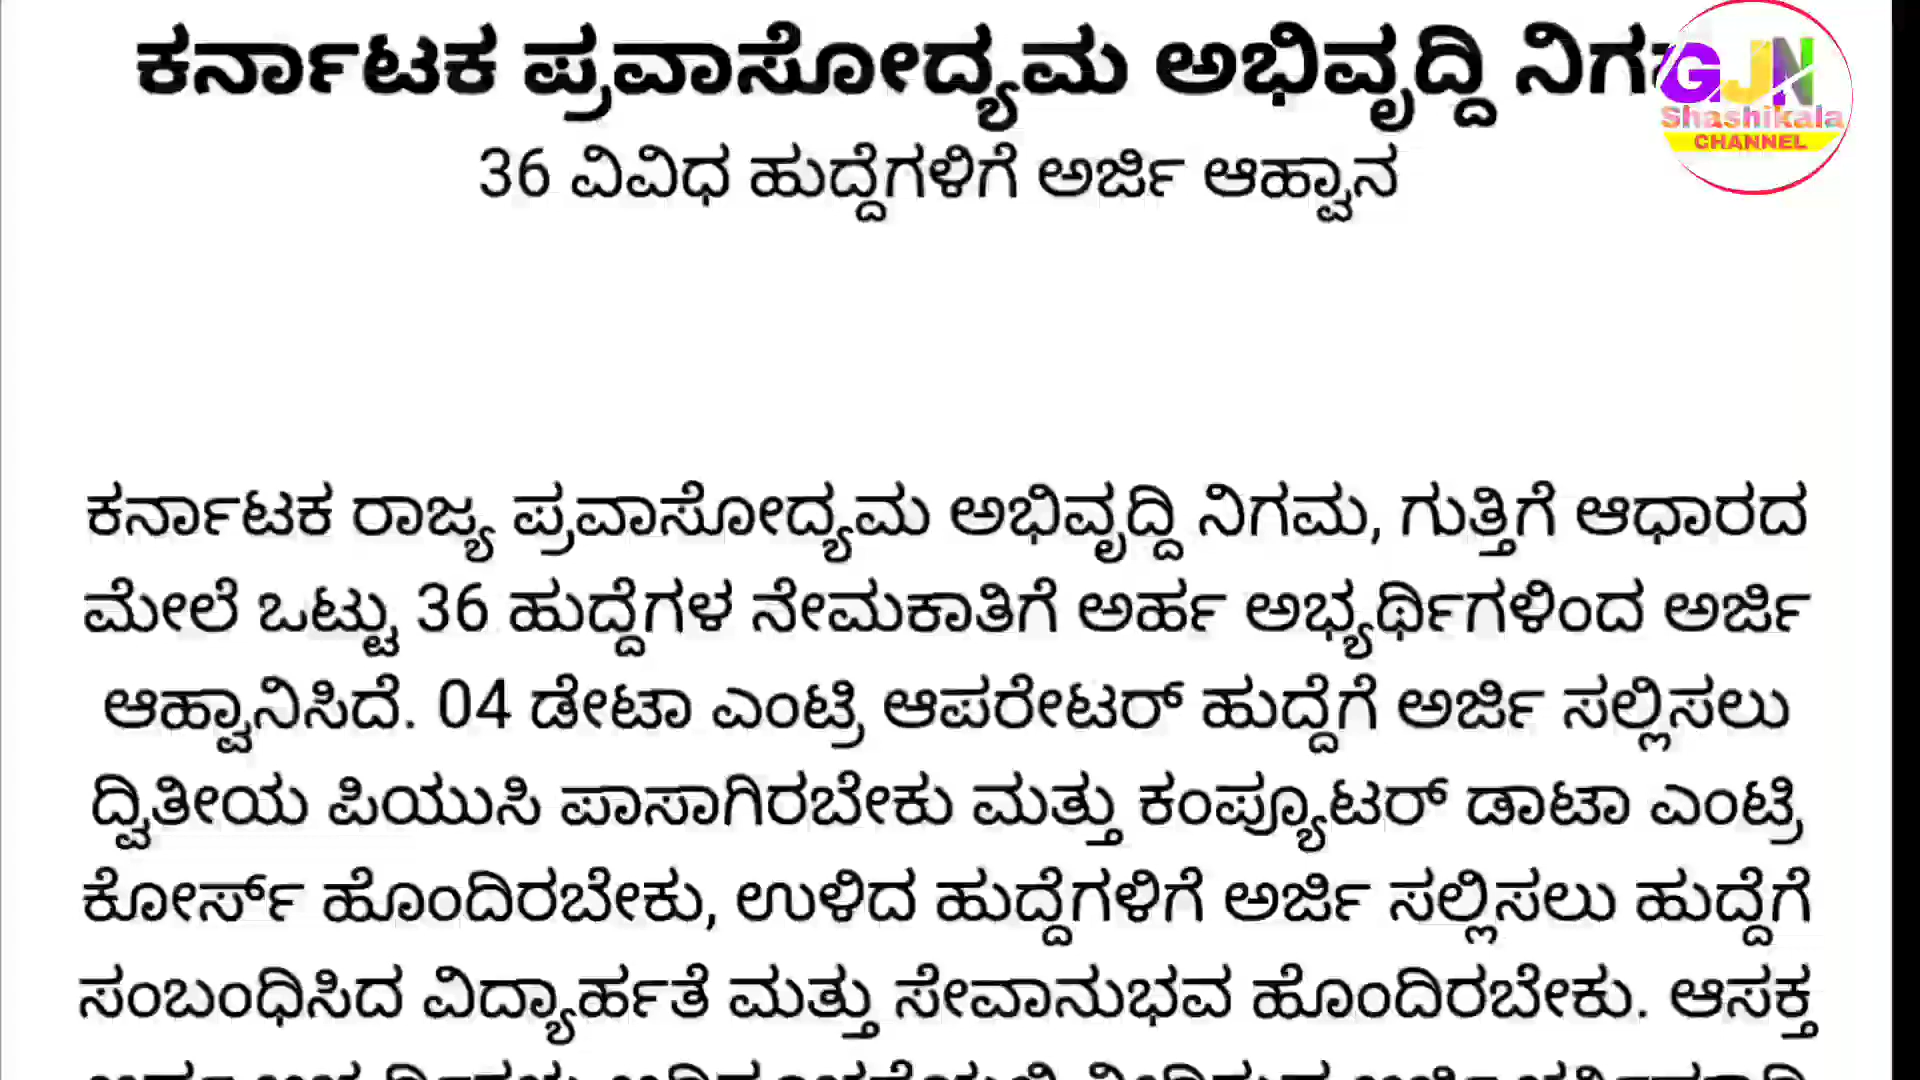 ಕರ್ನಾಟಕ ಪ್ರವಾಸೋದ್ಯಮ ಅಭಿವೃದ್ದಿ
GJN
Shashikala
CHANNEL
36 ವಿವಿಧ ಹುದ್ದೆಗಳಿಗೆ ಅರ್ಜಿ ಆಹ್ವಾನ
ಕರ್ನಾಟಕ ರಾಜ್ಯ ಪ್ರವಾಸೋದ್ಯಮ ಅಭಿವೃದ್ದಿ ನಿಗಮ, ಗುತ್ತಿಗೆ ಆಧಾರದ
ಮೇಲೆ ಒಟ್ಟು 36 ಹುದ್ದೆಗಳ ನೇಮಕಾತಿಗೆ ಅರ್ಹ ಅಭ್ಯರ್ಥಿಗಳಿಂದ ಅರ್ಜಿ
ಆಹ್ವಾನಿಸಿದೆ. 04 ಡೇಟಾ ಎಂಟ್ರಿ ಆಪರೇಟರ್ ಹುದ್ದೆಗೆ ಅರ್ಜಿ ಸಲ್ಲಿಸಲು
ದ್ವಿತೀಯ ಪಿಯುಸಿ ಪಾಸಾಗಿರಬೇಕು ಮತ್ತು ಕಂಪ್ಯೂಟರ್ ಡಾಟಾ ಎಂಟ್ರಿ
ಕೋರ್ಸ್ ಹೊಂದಿರಬೇಕು, ಉಳಿದ ಹುದ್ದೆಗಳಿಗೆ ಅರ್ಜಿ ಸಲ್ಲಿಸಲು ಹುದ್ದೆಗೆ
ಸಂಬಂಧಿಸಿದ ವಿದ್ಯಾರ್ಹತೆ ಮತ್ತು ಸೇವಾನುಭವ ಹೊಂದಿರಬೇಕು. ಆಸಕ್ತ